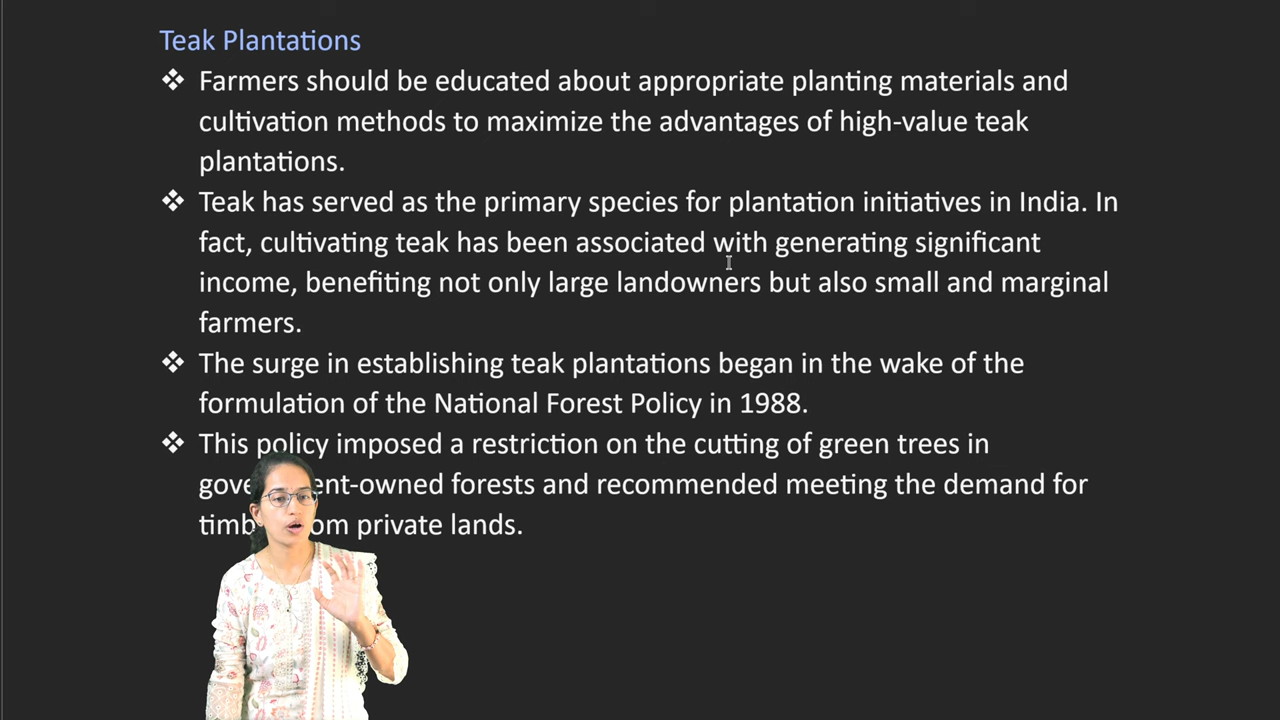 Teak Plantations
❖ Farmers should be educated about appropriate planting materials and
cultivation methods to maximize the advantages of high-value teak
plantations.
❖ Teak has served as the primary species for plantation initiatives in India. In
fact, cultivating teak has been associated with generating significant
income, benefiting not only large landowners but also small and marginal
farmers.
❖ The surge in establishing teak plantations began in the wake of the
formulation of the National Forest Policy in 1988.
❖ This policy imposed a restriction on the cutting of green trees in
forests and recommended meeting the demand for
private lands.